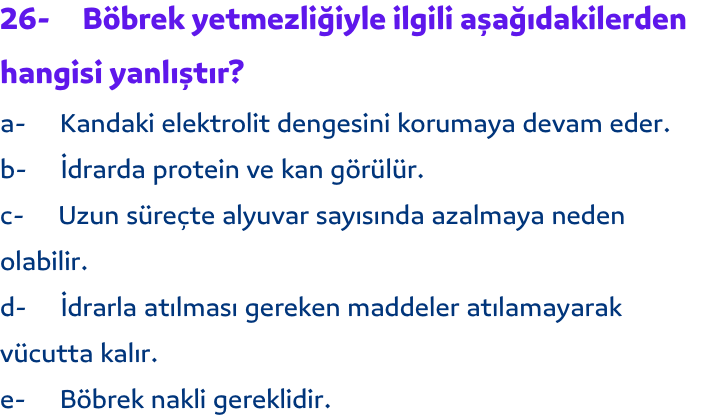 26- Böbrek yetmezliğiyle ilgili aşağıdakilerden
hangisi yanlıştır?
a- Kandaki elektrolit dengesini korumaya devam eder.
b- İdrarda protein ve kan görülür.
c- Uzun süreçte alyuvar sayısında azalmaya neden
olabilir.
d- İdrarla atılması gereken maddeler atılamayarak
vücutta kalır.
e- Böbrek nakli gereklidir.